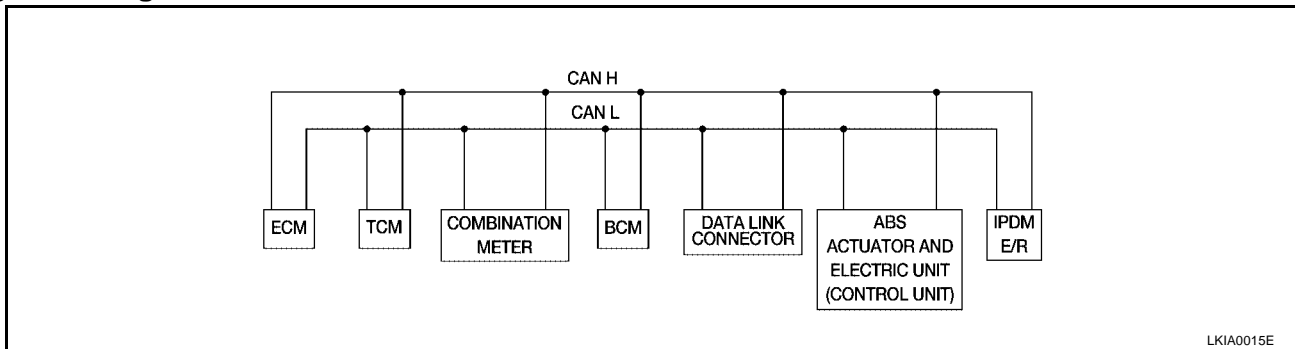 CAN H
CAN L
ECM
TCM
COMBINATION
METER
BCM
DATA LINK
CONNECTOR
ABS
ACTUATOR AND
ELECTRIC UNIT
(CONTROL UNIT)
IPDM
E/R
LKIA0015E